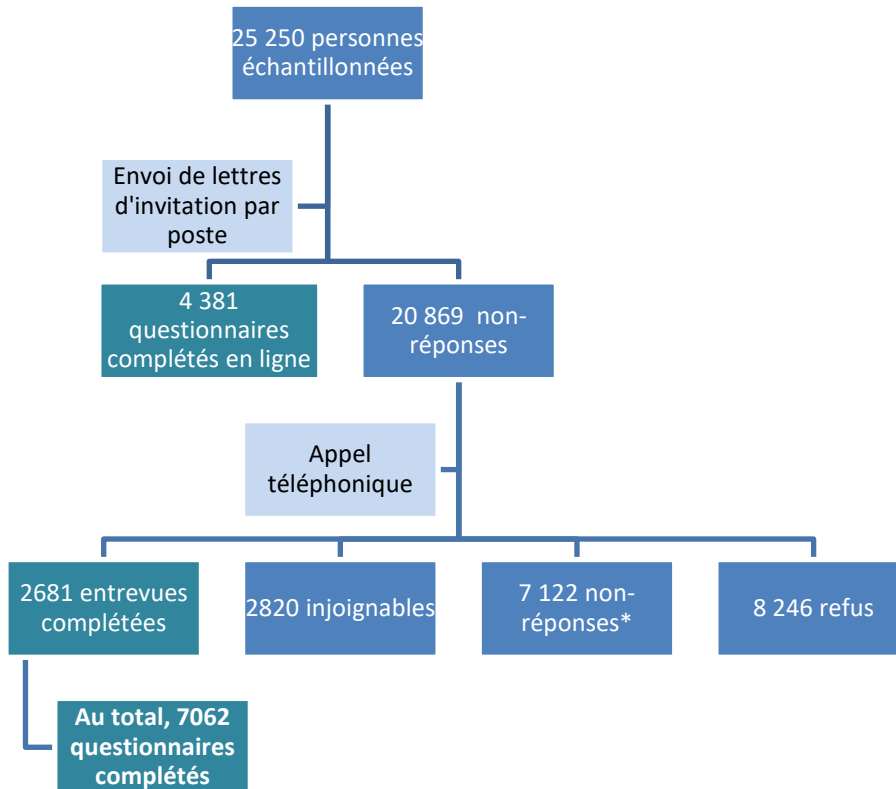 25 250 personnes
échantillonnées
Envoi de lettres
d'invitation par
poste
4 381
questionnaires
complétés en ligne
20 869 non-
réponses
Appel
téléphonique
2681 entrevues
complétées
2820 injoignables
7 122 non-
réponses*
8 246 refus
Au total, 7062
questionnaires
complétés